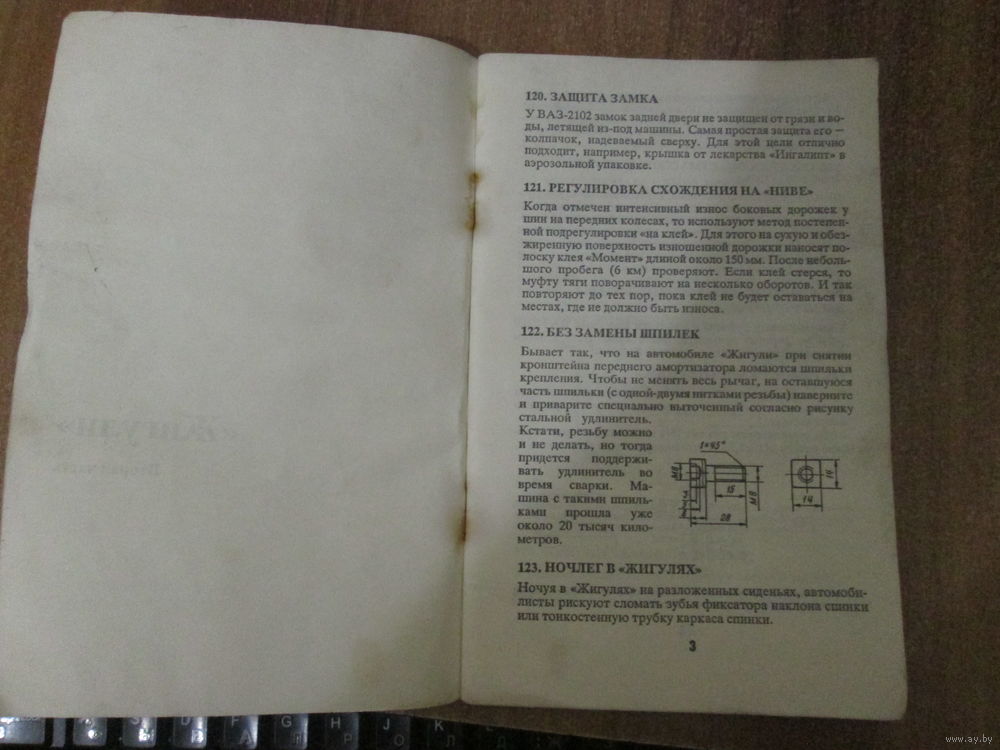 120. ЗАЩИТА ЗАМКА
У ВАЗ-2102 замок задней двери не защищен от грязи и во-
ды, летящей из-под машины. Самая простая защита его —
колпачок, надеваемый сверху. Для этой цели отлично
подходит, например, крышка от лекарства «Ингалипт» в
аэрозольной упаковке.
121. РЕГУЛИРОВКА СХОЖДЕНИЯ НА «НИВЕ»
Когда отмечен интенсивный износ боковых дорожек у
шин на передних колесах, то используют метод постепен-
ной подрегулировки «на клей». Для этого на сухую и обез-
жиренную поверхность изношенной дорожки наносят по-
лоску клея «Момент» длиной около 150 мм. После неболь-
шого пробега (6 км) проверяют. Если клей стерся, то
муфту тяги поворачивают на несколько оборотов. И так
повторяют до тех пор, пока клей не будет оставаться на
местах, где не должно быть износа.
122. БЕЗ ЗАМЕНЫ ШПИЛЕК
Бывает так, что на автомобиле «Жигули» при снятии
кронштейна переднего амортизатора ломаются шпильки
крепления. Чтобы не менять весь рычаг, на оставшуюся
часть шпильки (с одной-двумя нитками резьбы) наверните
и приварите специально выточенный согласно рисунку
стальной удлинитель.
Кстати, резьбу можно
и не делать, но тогда
придется поддержи-
вать удлинитель во
время сварки. Ма-
шина с такими шпиль-
ками прошла уже
около 20 тысяч кило-
метров.
1×45°
М8
15
М8
28
16
14
123. НОЧЛЕГ В «ЖИГУЛЯХ»
Ночуя в «Жигулях» на разложенных сиденьях, автомоби-
листы рискуют сломать зубья фиксатора наклона спинки
или тонкостенную трубку каркаса спинки.
3
S D F G H J K L
А П Р О Л Д
www.ay.by